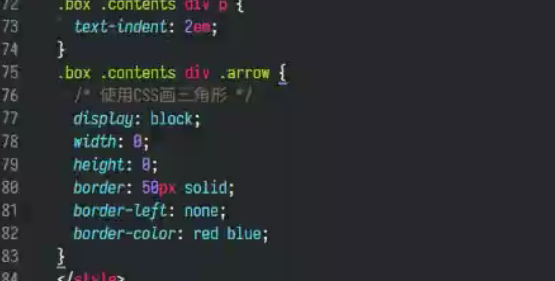 72 .box .contents div p {
73 text-indent: 2em;
74 }
75 .box .contents div .arrow {
76 /* 使用CSS画三角形 */
77 display: block;
78 width: 0;
79 height: 0;
80 border: 50px solid;
81 border-left: none;
82 border-color: red blue;
83 }
84 </style>